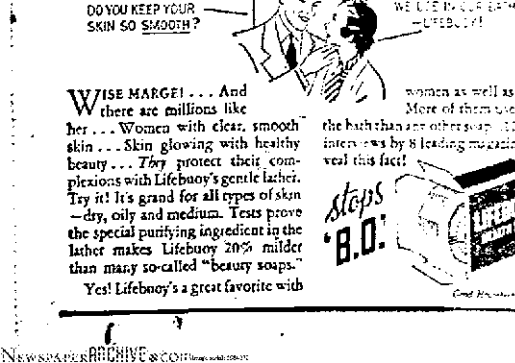 DO YOU KEEP YOUR
SKIN SO SMOOTH?
WE USE IN OUR BATH
—LIFEBUOY!
WISE MARGE! . . . And
there are millions like
her . . . Women with clear, smooth
skin . . . Skin glowing with healthy
beauty . . . They protect their com-
plexions with Lifebuoy's gentle lather.
Try it! It's grand for all types of skin
—dry, oily and medium. Tests prove
the special purifying ingredient in the
lather makes Lifebuoy 20% milder
than many so-called "beauty soaps."
Yes! Lifebuoy's a great favorite with
women as well as
More of them use
the bath than any other soap.
interviews by 8 leading magazin
veal this fact!
stops
'B.O.'
LIFEBUOY
Good
NEWSPAPERARCHIVE.com